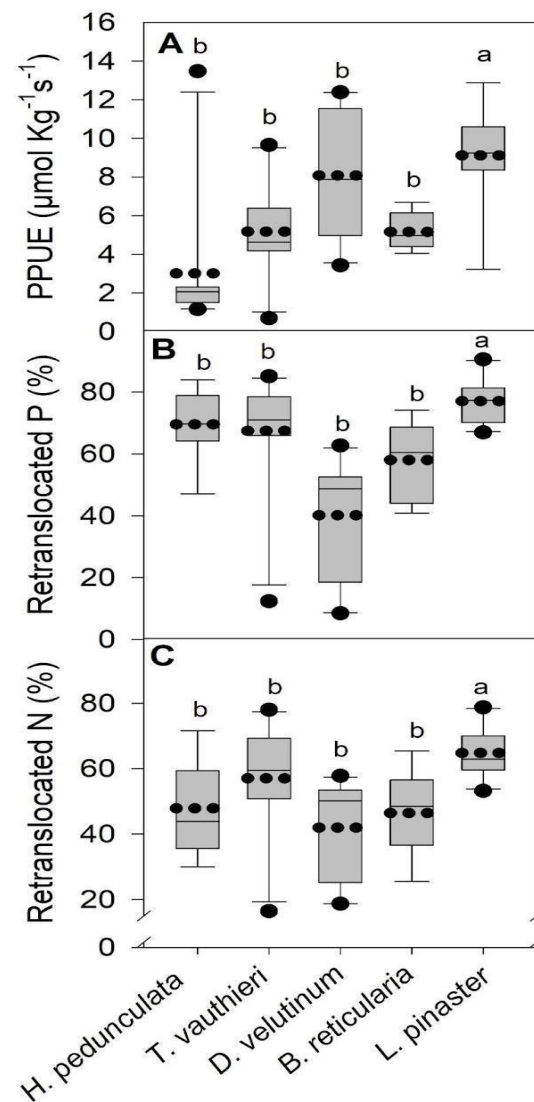 A
PPUE (µmol Kg⁻¹s⁻¹)
16
14
12
10
8
6
4
2
0
b
b
b
b
a
B
Retranslocated P (%)
80
60
40
20
0
b
b
b
b
a
C
Retranslocated N (%)
80
60
40
20
0
b
b
b
b
a
H. pedunculata
T. vauthieri
D. velutinum
B. reticularia
L. pinaster